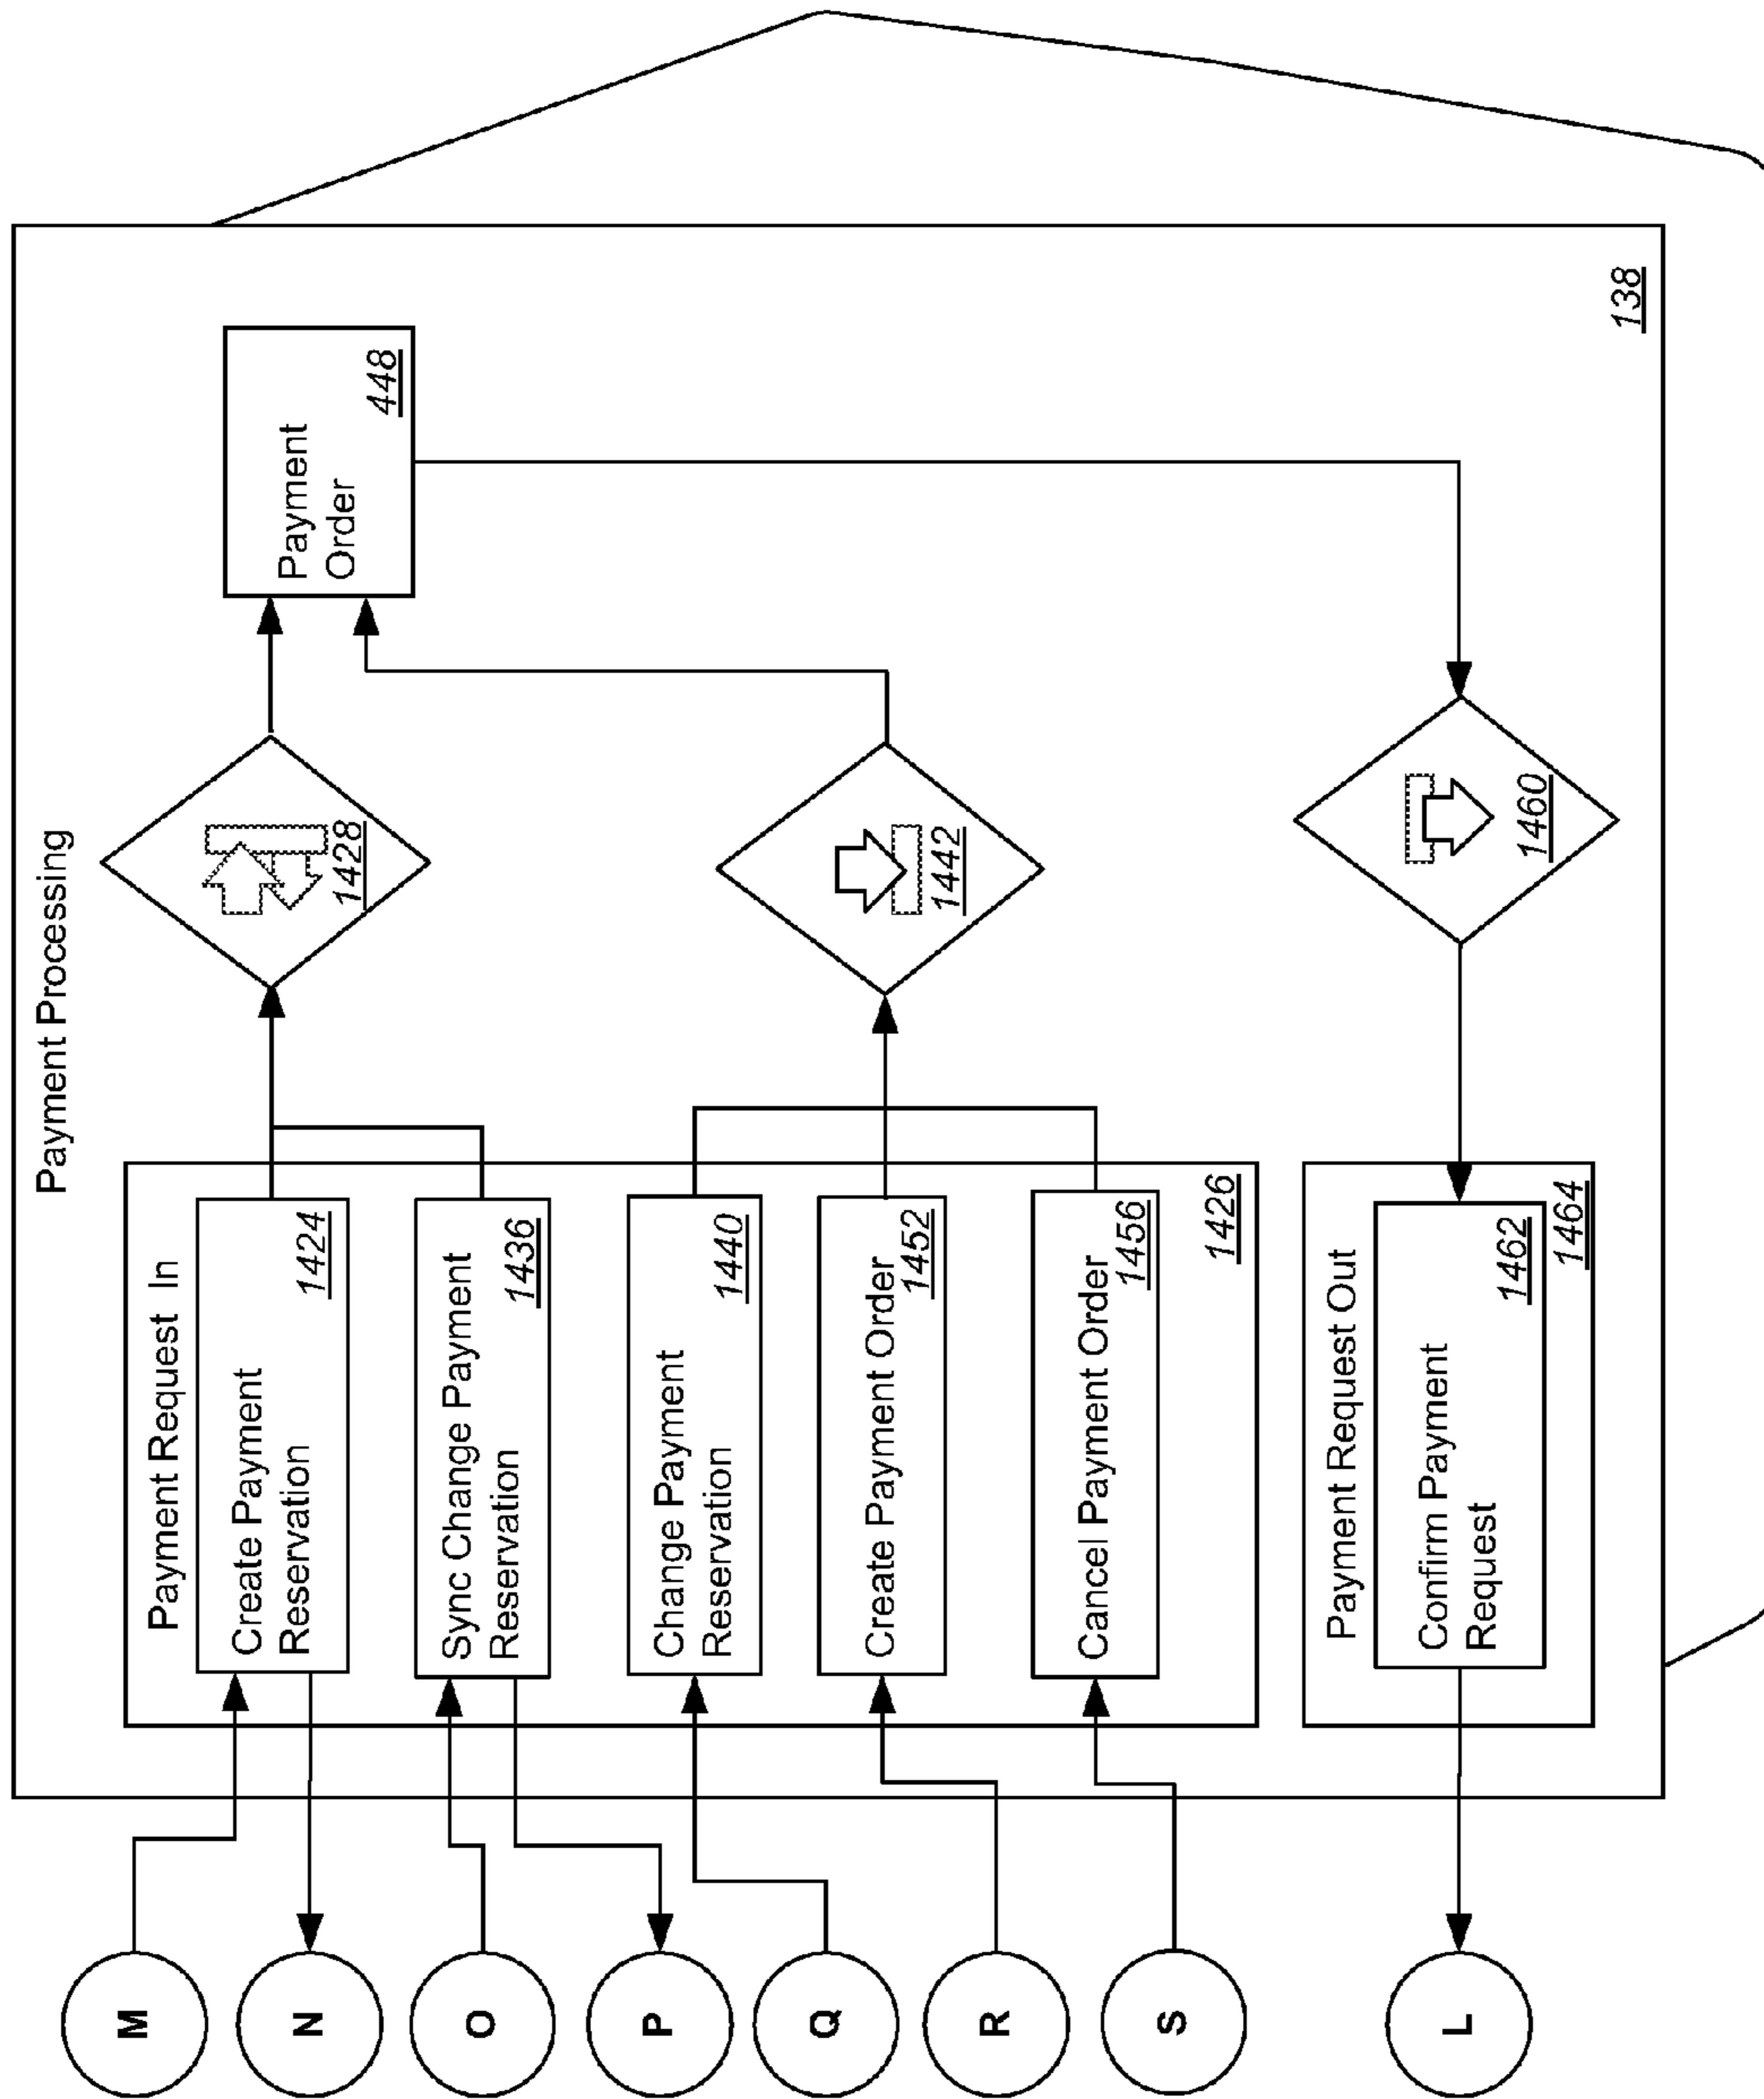 Payment Processing
Payment Request In
Create Payment
Reservation
1424
Sync Change Payment
Reservation
1436
Change Payment
Reservation
1440
Create Payment Order
1452
Cancel Payment Order
1456
1426
Payment Request Out
Confirm Payment
Request
1462
1464
1428
1442
1460
Payment
Order
448
138
M
N
O
P
Q
R
S
L